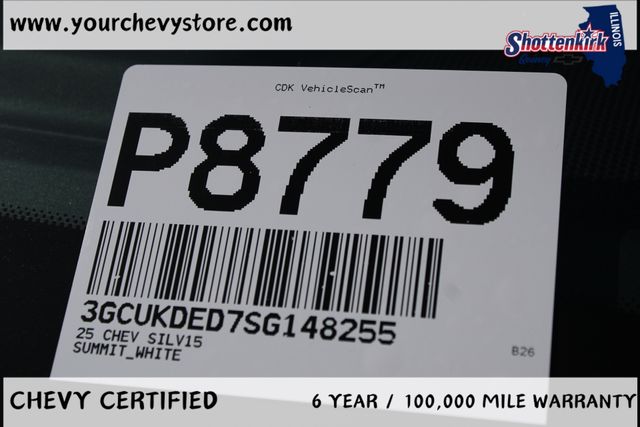 www.yourchevystore.com
ILLINOIS
Shottenkirk
Quincy
CDK VehicleScan™
P8779
3GCUKDED7SG148255
25 CHEV SILV15
SUMMIT_WHITE
B26
CHEVY CERTIFIED
6 YEAR / 100,000 MILE WARRANTY